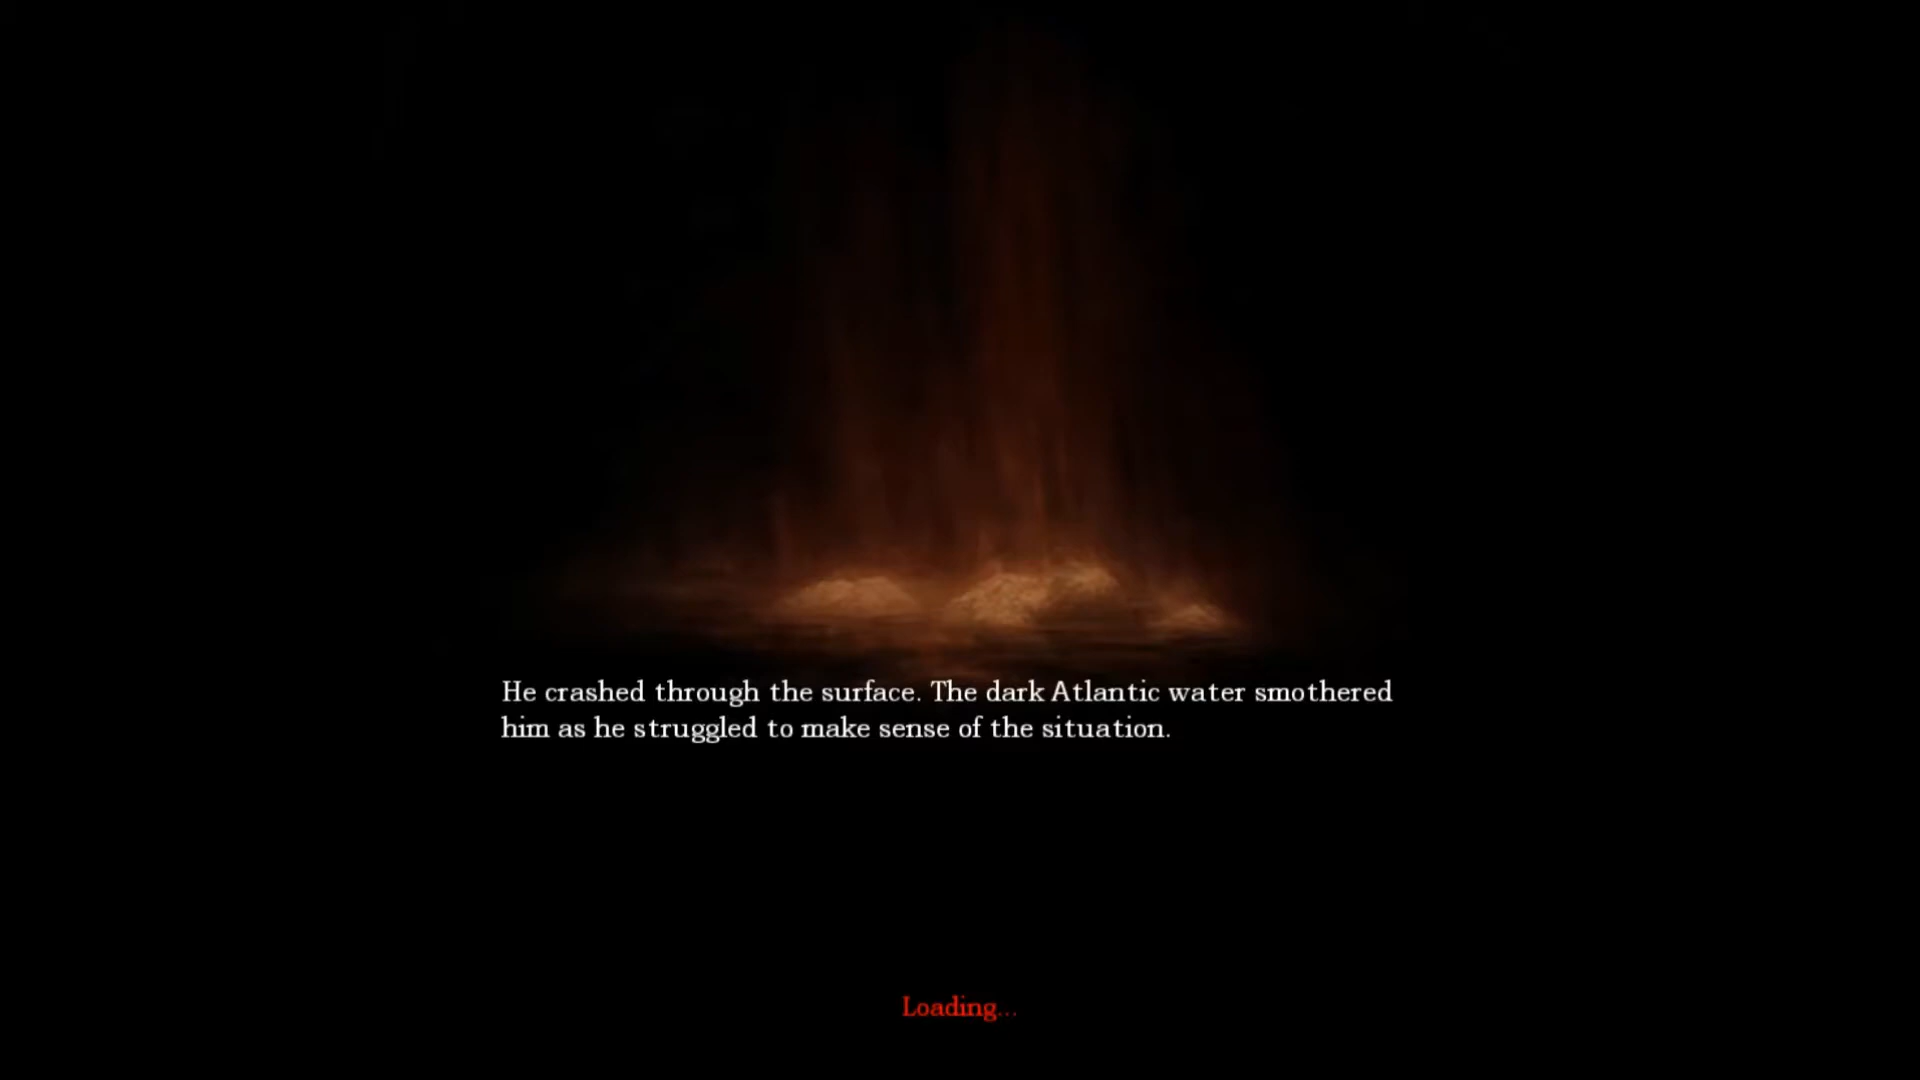 He crashed through the surface. The dark Atlantic water smothered
him as he struggled to make sense of the situation.
Loading...